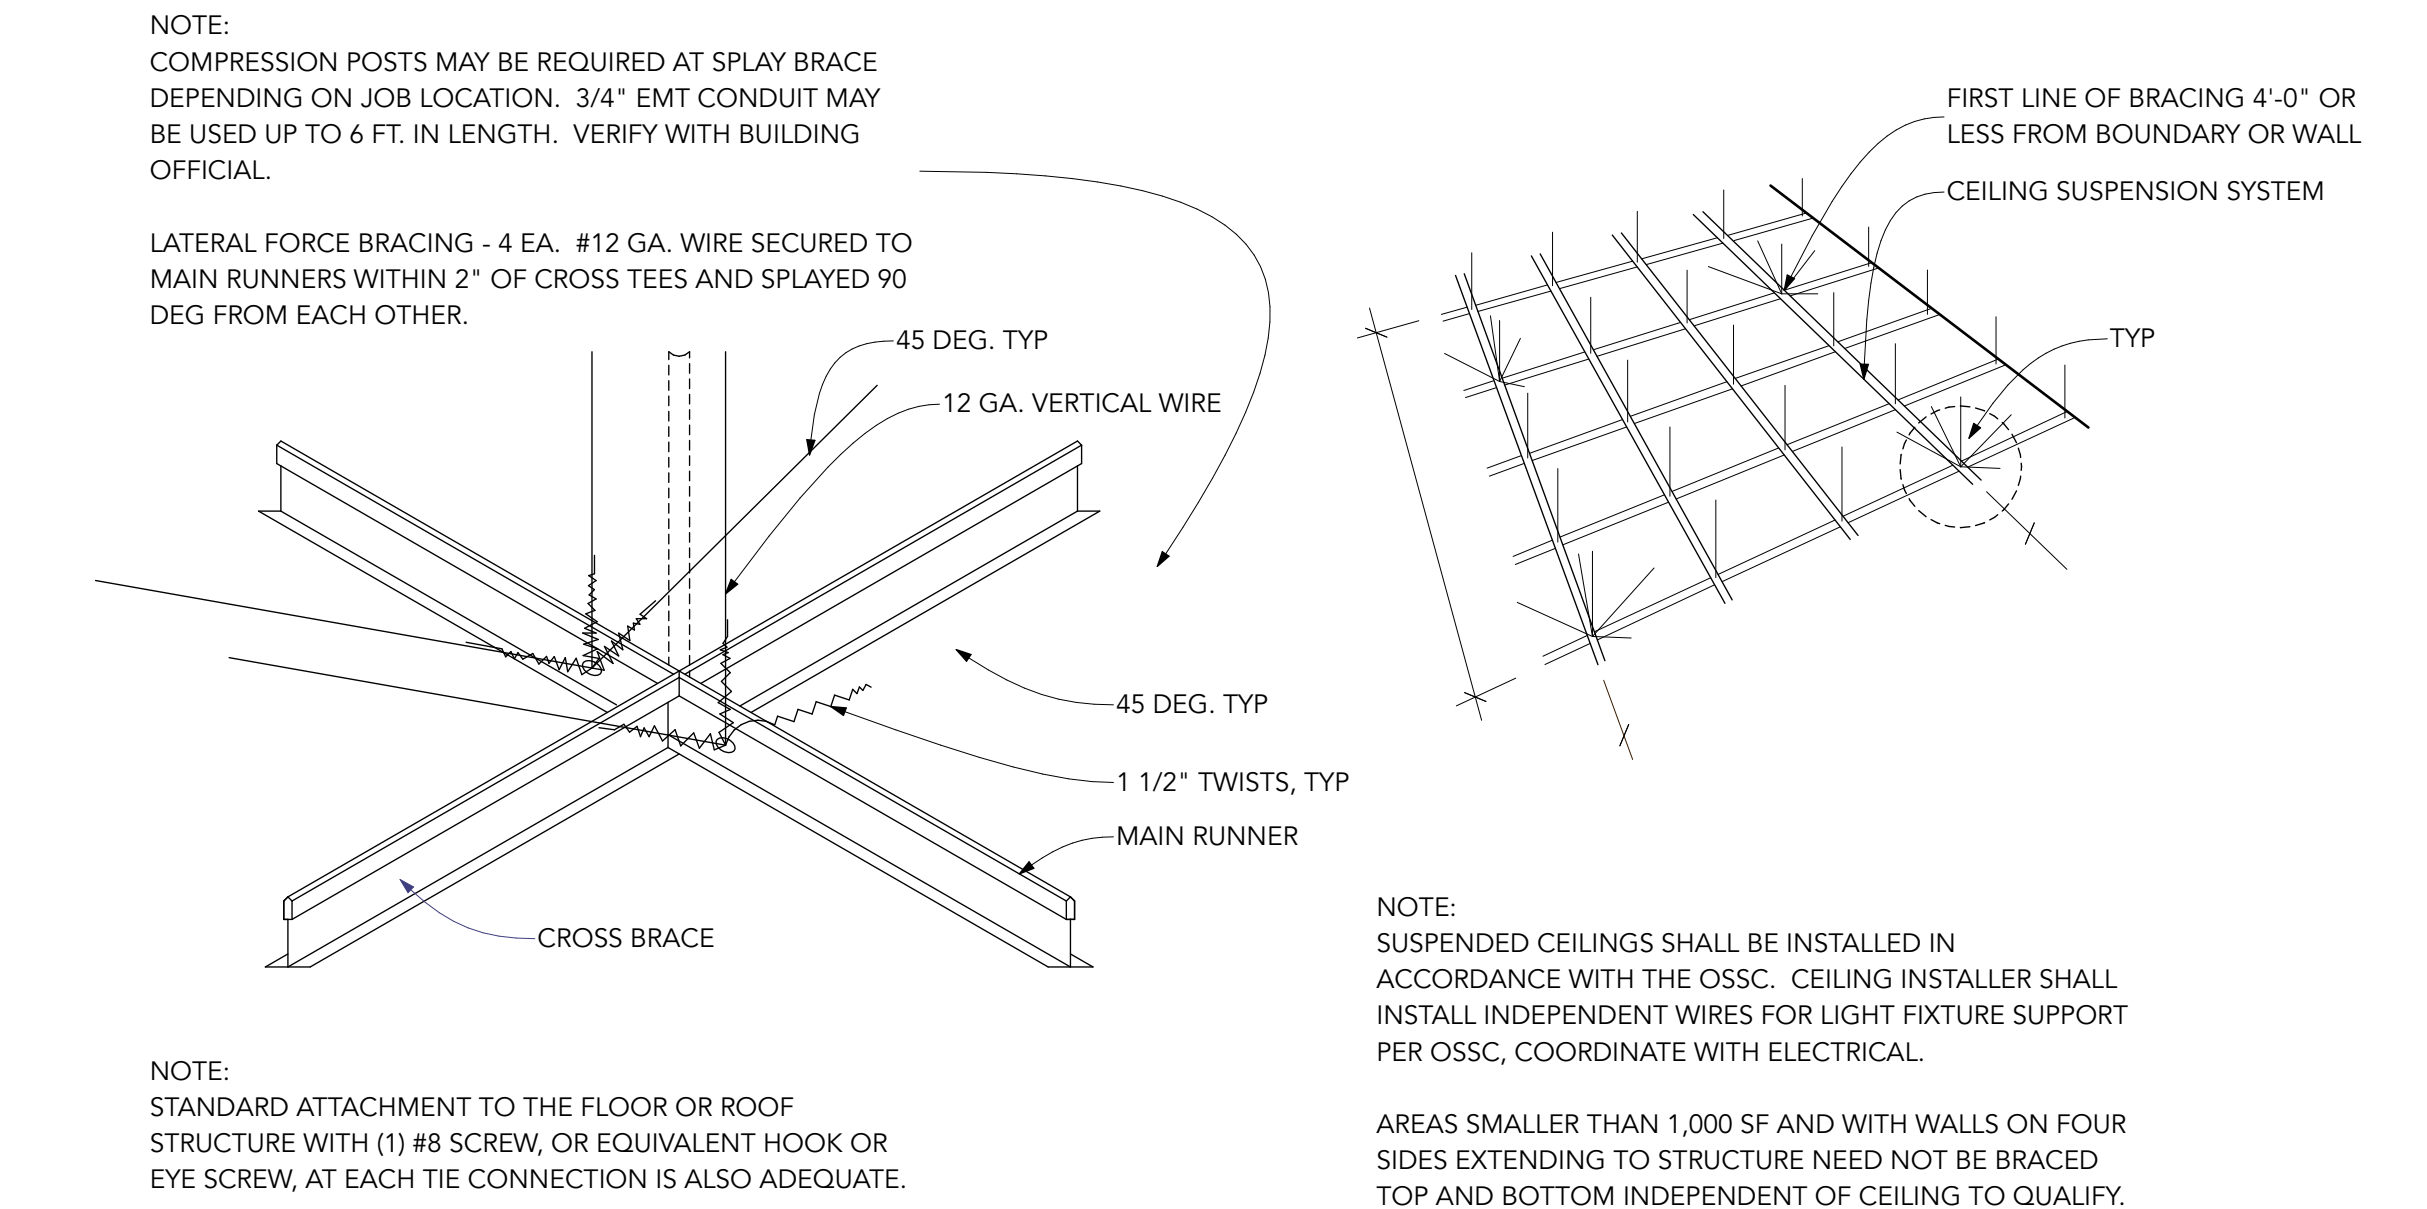 NOTE:
COMPRESSION POSTS MAY BE REQUIRED AT SPLAY BRACE
DEPENDING ON JOB LOCATION.  3/4" EMT CONDUIT MAY
BE USED UP TO 6 FT. IN LENGTH.  VERIFY WITH BUILDING
OFFICIAL.
LATERAL FORCE BRACING - 4 EA.  #12 GA. WIRE SECURED TO
MAIN RUNNERS WITHIN 2" OF CROSS TEES AND SPLAYED 90
DEG FROM EACH OTHER.
45 DEG. TYP
12 GA. VERTICAL WIRE
45 DEG. TYP
1 1/2" TWISTS, TYP
MAIN RUNNER
CROSS BRACE
NOTE:
STANDARD ATTACHMENT TO THE FLOOR OR ROOF
STRUCTURE WITH (1) #8 SCREW, OR EQUIVALENT HOOK OR
EYE SCREW, AT EACH TIE CONNECTION IS ALSO ADEQUATE.
FIRST LINE OF BRACING 4'-0" OR
LESS FROM BOUNDARY OR WALL
CEILING SUSPENSION SYSTEM
TYP
NOTE:
SUSPENDED CEILINGS SHALL BE INSTALLED IN
ACCORDANCE WITH THE OSSC.  CEILING INSTALLER SHALL
INSTALL INDEPENDENT WIRES FOR LIGHT FIXTURE SUPPORT
PER OSSC, COORDINATE WITH ELECTRICAL.
AREAS SMALLER THAN 1,000 SF AND WITH WALLS ON FOUR
SIDES EXTENDING TO STRUCTURE NEED NOT BE BRACED
TOP AND BOTTOM INDEPENDENT OF CEILING TO QUALIFY.